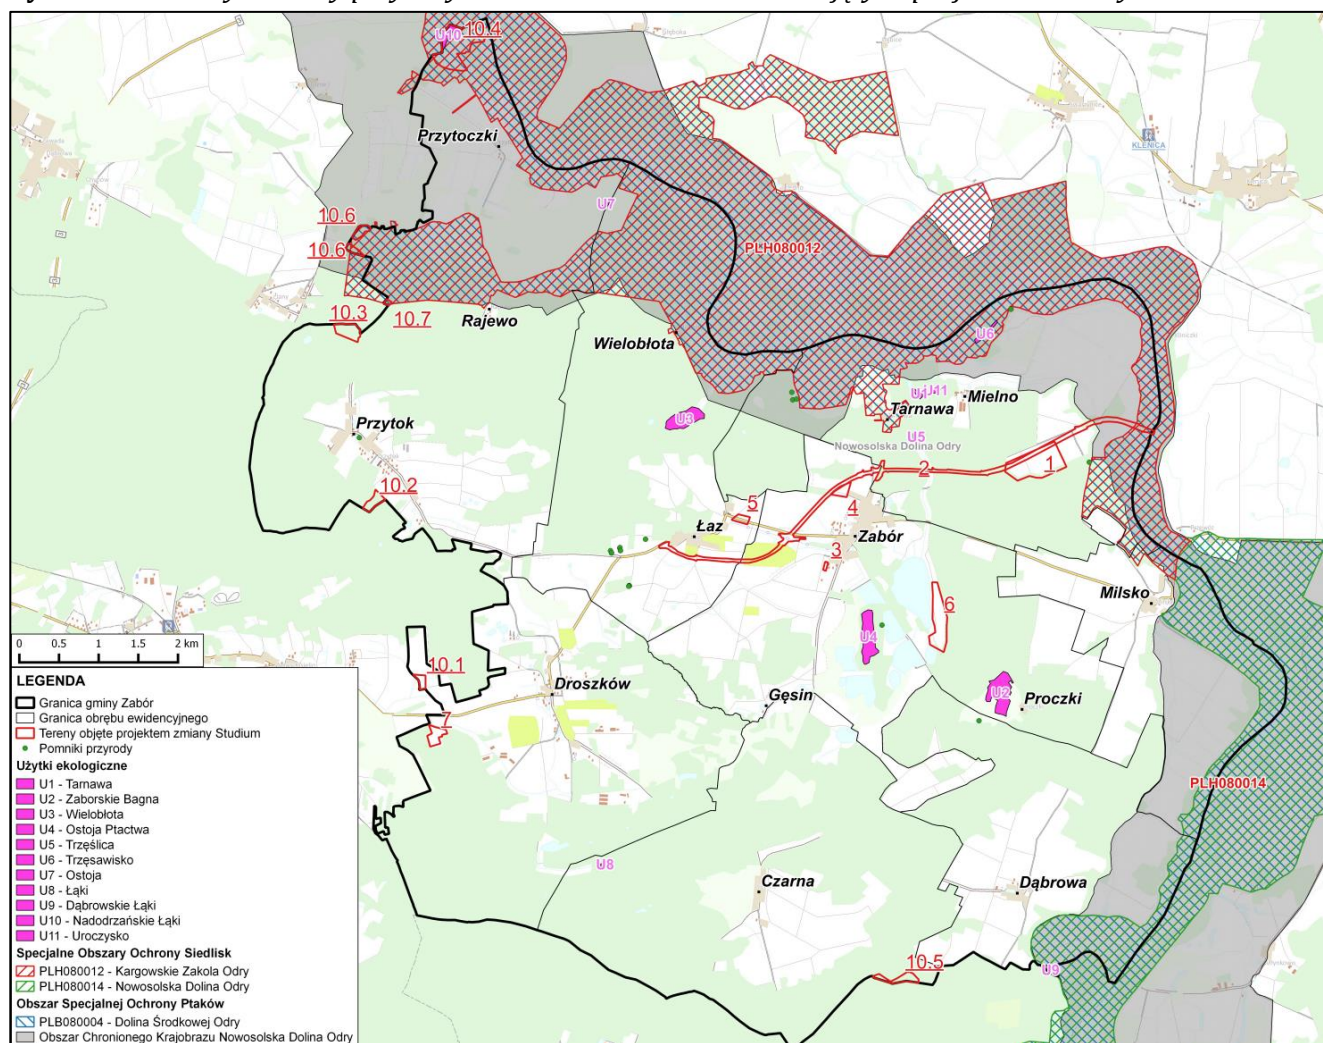 U10
10.4
Przytoczki
KLENICA
U7
10.6
10.6
PLH080012
10.3
10.7
Rajewo
Wielobłota
U6
U1
U11
Mielno
Tarnawa
Przytok
U3
U5
Nowosolska Dolina Odry
2
1
10.2
5
4
Łaz
Zabór
3
Milsko
6
U4
0 0.5 1 1.5 2 km
10.1
Droszków
Gęsin
U2
Proczki
7
PLH080014
U8
Czarna
Dąbrowa
10.5
U9
LEGENDA
Granica gminy Zabór
Granica obrębu ewidencyjnego
Tereny objęte projektem zmiany Studium
Pomniki przyrody
Użytki ekologiczne
U1 - Tarnawa
U2 - Zaborskie Bagna
U3 - Wielobłota
U4 - Ostoja Ptactwa
U5 - Trzęślica
U6 - Trzęsawisko
U7 - Ostoja
U8 - Łąki
U9 - Dąbrowskie Łąki
U10 - Nadodrzańskie Łąki
U11 - Uroczysko
Specjalne Obszary Ochrony Siedlisk
PLH080012 - Kargowskie Zakola Odry
PLH080014 - Nowosolska Dolina Odry
Obszar Specjalnej Ochrony Ptaków
PLB080004 - Dolina Środkowej Odry
Obszar Chronionego Krajobrazu Nowosolska Dolina Odry